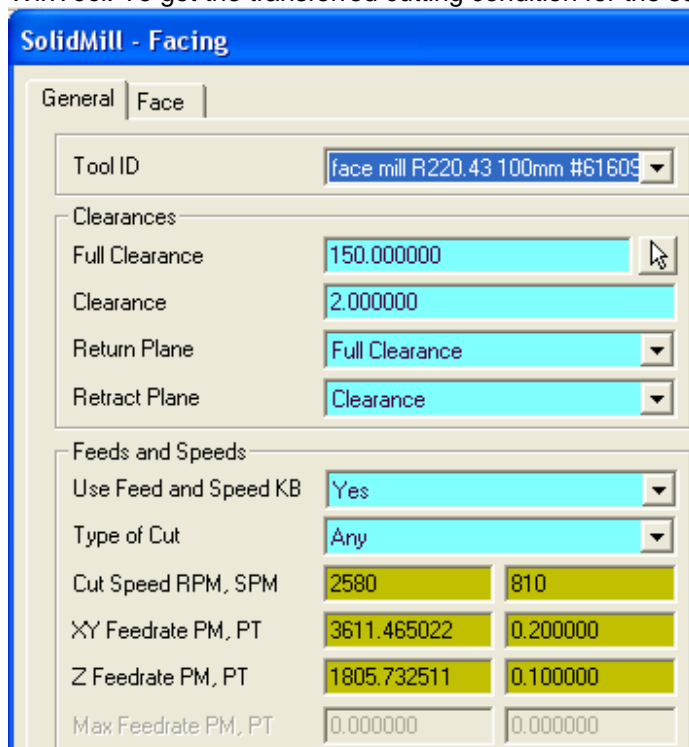 SolidMill - Facing
General Face
Tool ID face mill R220.43 100mm #61609
Clearances
Full Clearance 150.000000
Clearance 2.000000
Return Plane Full Clearance
Retract Plane Clearance
Feeds and Speeds
Use Feed and Speed KB Yes
Type of Cut Any
Cut Speed RPM, SPM 2580 810
XY Feedrate PM, PT 3611.465022 0.200000
Z Feedrate PM, PT 1805.732511 0.100000
Max Feedrate PM, PT 0.000000 0.000000